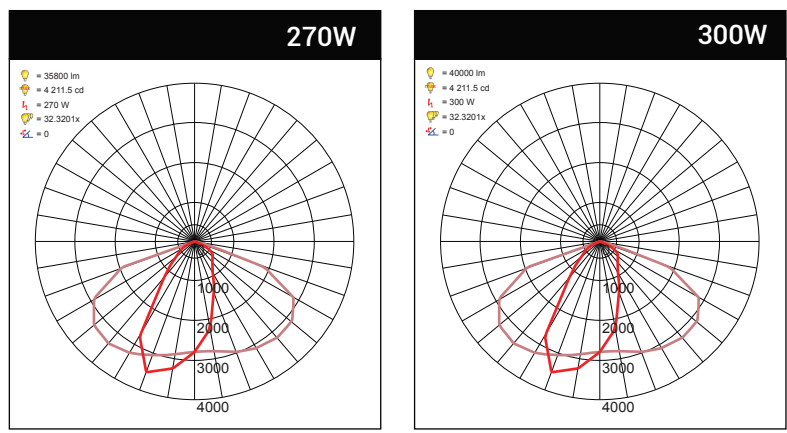 270W
= 35800 lm
= 4 211.5 cd
= 270 W
= 32.3201x
= 0
1000
2000
3000
4000
300W
= 40000 lm
= 4 211.5 cd
= 300 W
= 32.3201x
= 0
1000
2000
3000
4000